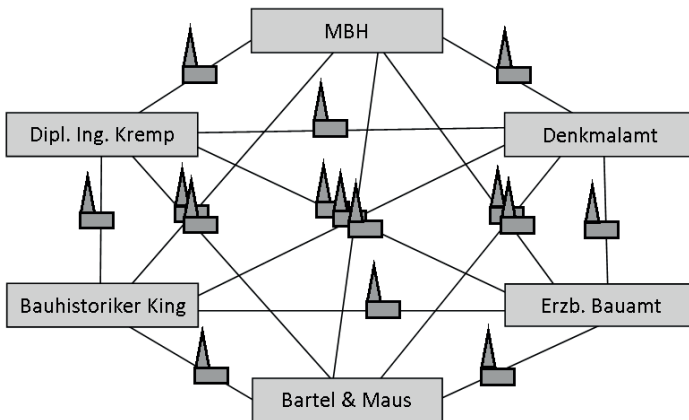 MBH
Dipl. Ing. Kremp
Denkmalamt
Bauhistoriker King
Erzb. Bauamt
Bartel & Maus